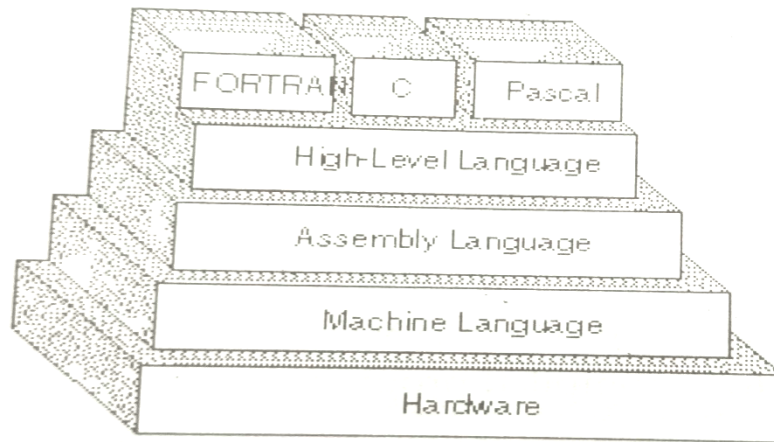 FORTRAN C Pascal
High-Level Language
Assembly Language
Machine Language
Hardware